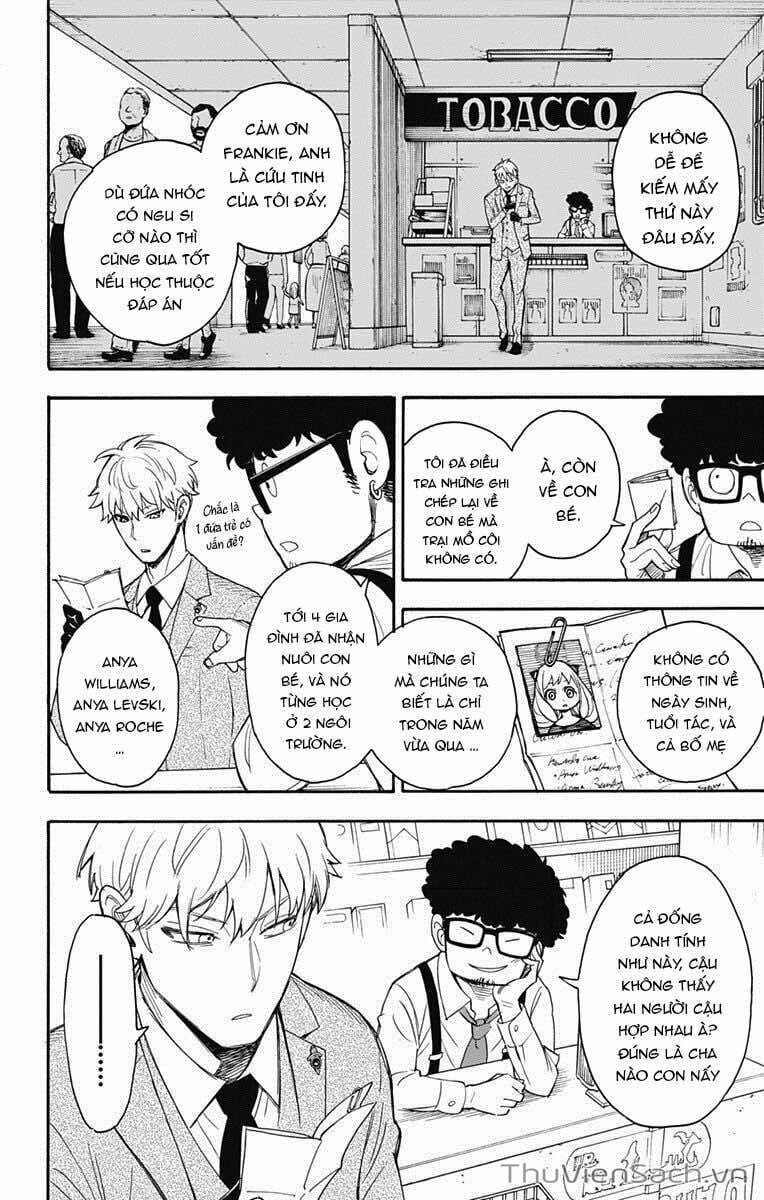 TOBACCO
KHÔNG
DỄ ĐỂ
KIẾM MẤY
THỨ NÀY
ĐÂU ĐẤY.
CẢM ƠN
FRANKIE, ANH
LÀ CỨU TINH
CỦA TÔI ĐẤY.
DÙ ĐỨA NHÓC
CÓ NGU SI
CỠ NÀO THÌ
CŨNG QUA TỐT
NẾU HỌC THUỘC
ĐÁP ÁN
À, CÒN
VỀ CON
BÉ.
TÔI ĐÃ ĐIỀU
TRA NHỮNG GHI
CHÉP LẠI VỀ
CON BÉ MÀ
TRẠI MỒ CÔI
KHÔNG CÓ.
Chắc là
1 đứa trẻ có
vấn đề?
KHÔNG CÓ
THÔNG TIN VỀ
NGÀY SINH,
TUỔI TÁC, VÀ
CẢ BỐ MẸ
NHỮNG GÌ
MÀ CHÚNG TA
BIẾT LÀ CHỈ
TRONG NĂM
VỪA QUA ...
TỚI 4 GIA
ĐÌNH ĐÃ NHẬN
NUÔI CON
BÉ, VÀ NÓ
TỪNG HỌC
Ở 2 NGÔI
TRƯỜNG.
ANYA
WILLIAMS,
ANYA LEVSKI,
ANYA ROCHE
...
CẢ ĐỐNG
DANH TÍNH
NHƯ NÀY, CẬU
KHÔNG THẤY
HAI NGƯỜI CẬU
HỢP NHAU À?
ĐÚNG LÀ CHA
NÀO CON NẤY
ThuVienSach.vn